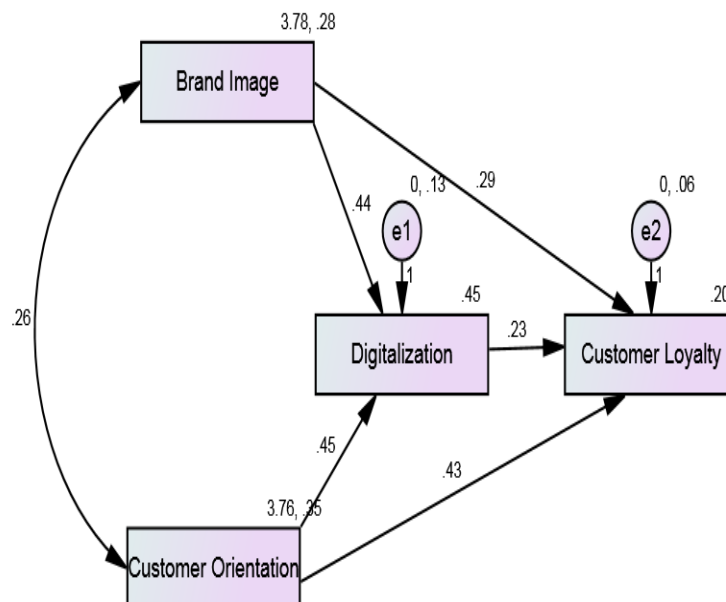 3.78, .28
Brand Image
0, .13
0, .06
.29
.44
e1
e2
1
1
.45
.20
.26
.23
Digitalization
Customer Loyalty
.45
.43
3.76, .35
Customer Orientation